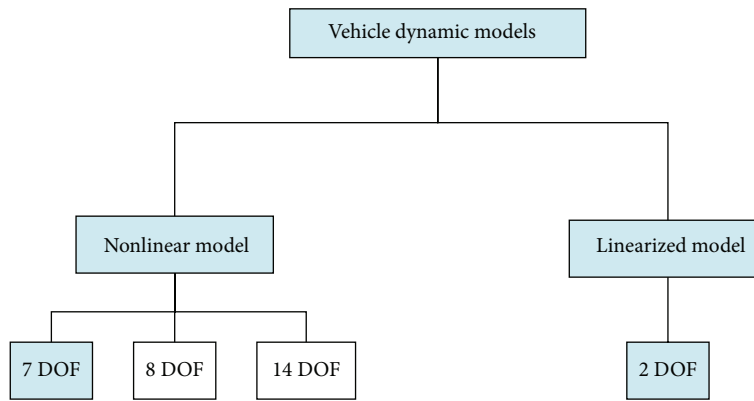 Vehicle dynamic models
Nonlinear model
Linearized model
7 DOF
8 DOF
14 DOF
2 DOF